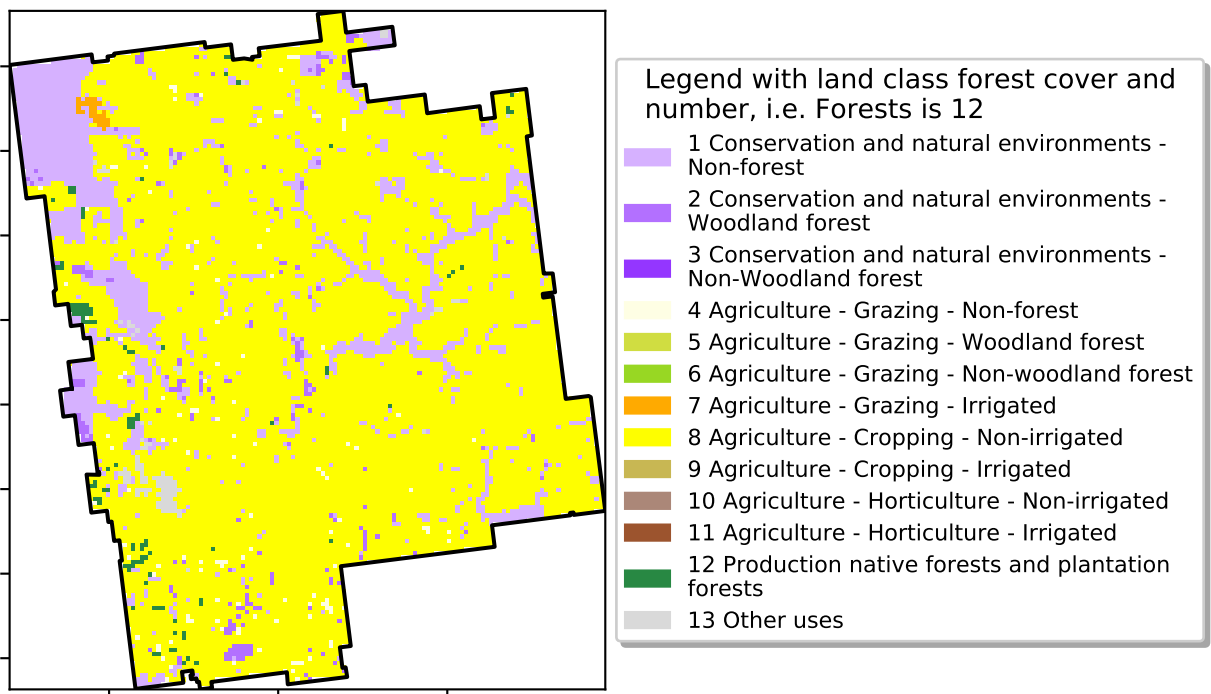 Legend with land class forest cover and
number, i.e. Forests is 12
1 Conservation and natural environments -
Non-forest
2 Conservation and natural environments -
Woodland forest
3 Conservation and natural environments -
Non-Woodland forest
4 Agriculture - Grazing - Non-forest
5 Agriculture - Grazing - Woodland forest
6 Agriculture - Grazing - Non-woodland forest
7 Agriculture - Grazing - Irrigated
8 Agriculture - Cropping - Non-irrigated
9 Agriculture - Cropping - Irrigated
10 Agriculture - Horticulture - Non-irrigated
11 Agriculture - Horticulture - Irrigated
12 Production native forests and plantation
forests
13 Other uses